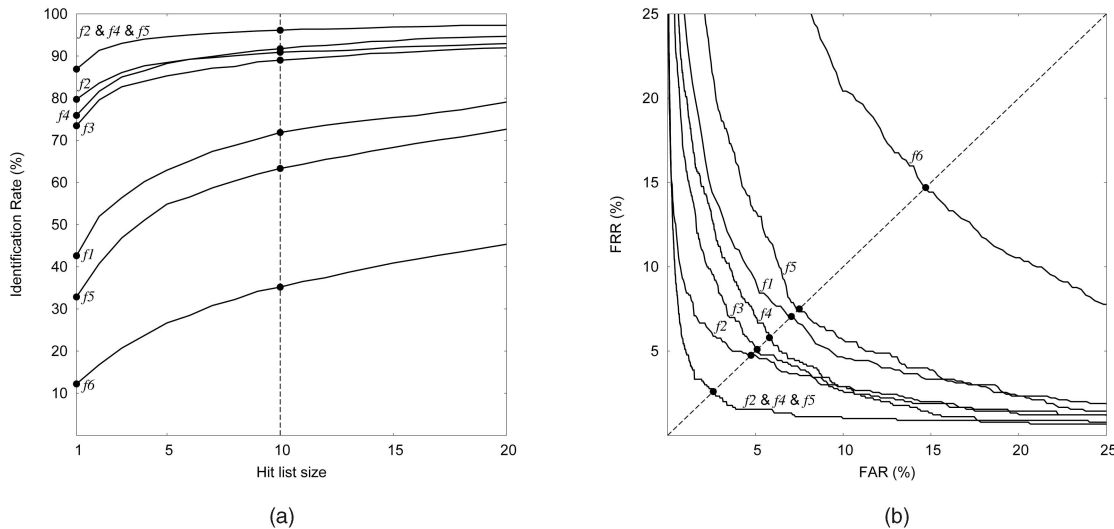 100
90
80
70
60
50
40
30
20
10
Identification Rate (%)
f2 & f4 & f5
f2
f4
f3
f1
f5
f6
1
5
10
15
20
Hit list size
(a)
25
20
15
10
5
FRR (%)
f6
f5
f1
f3
f4
f2
f2 & f4 & f5
5
10
15
20
25
FAR (%)
(b)